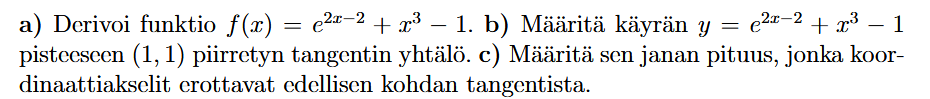 a) Derivoi funktio f(x) = e^{2x−2} + x^3 − 1. b) Määritä käyrän y = e^{2x−2} + x^3 − 1
pisteeseen (1, 1) piirretyn tangentin yhtälö. c) Määritä sen janan pituus, jonka koor-
dinaattiakselit erottavat edellisen kohdan tangentista.